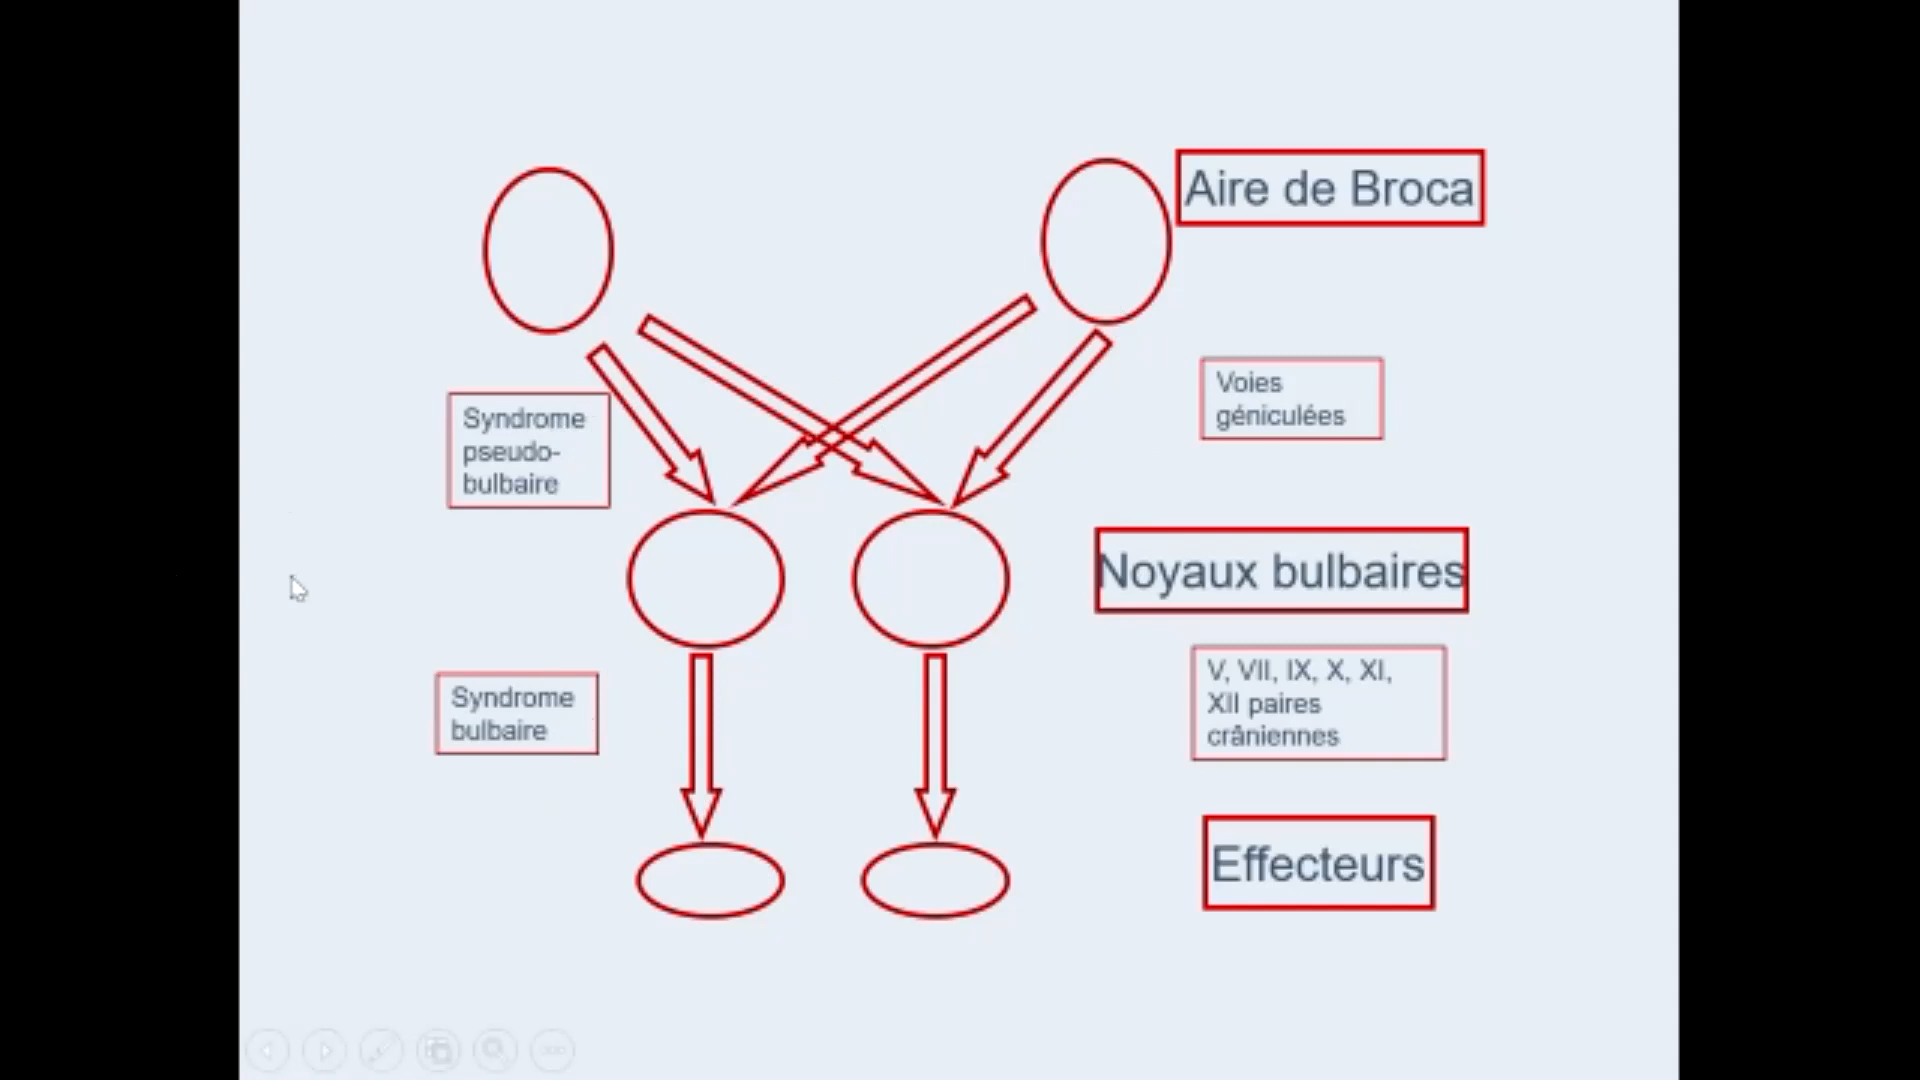 Aire de Broca
Voies
géniculées
Syndrome
pseudo-
bulbaire
Noyaux bulbaires
V, VII, IX, X, XI,
XII paires
crâniennes
Syndrome
bulbaire
Effecteurs